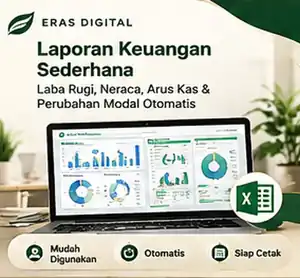 ERAS DIGITAL
Laporan Keuangan
Sederhana
Laba Rugi, Neraca, Arus Kas &
Perubahan Modal Otomatis
X
Mudah
Digunakan
Otomatis
Siap Cetak